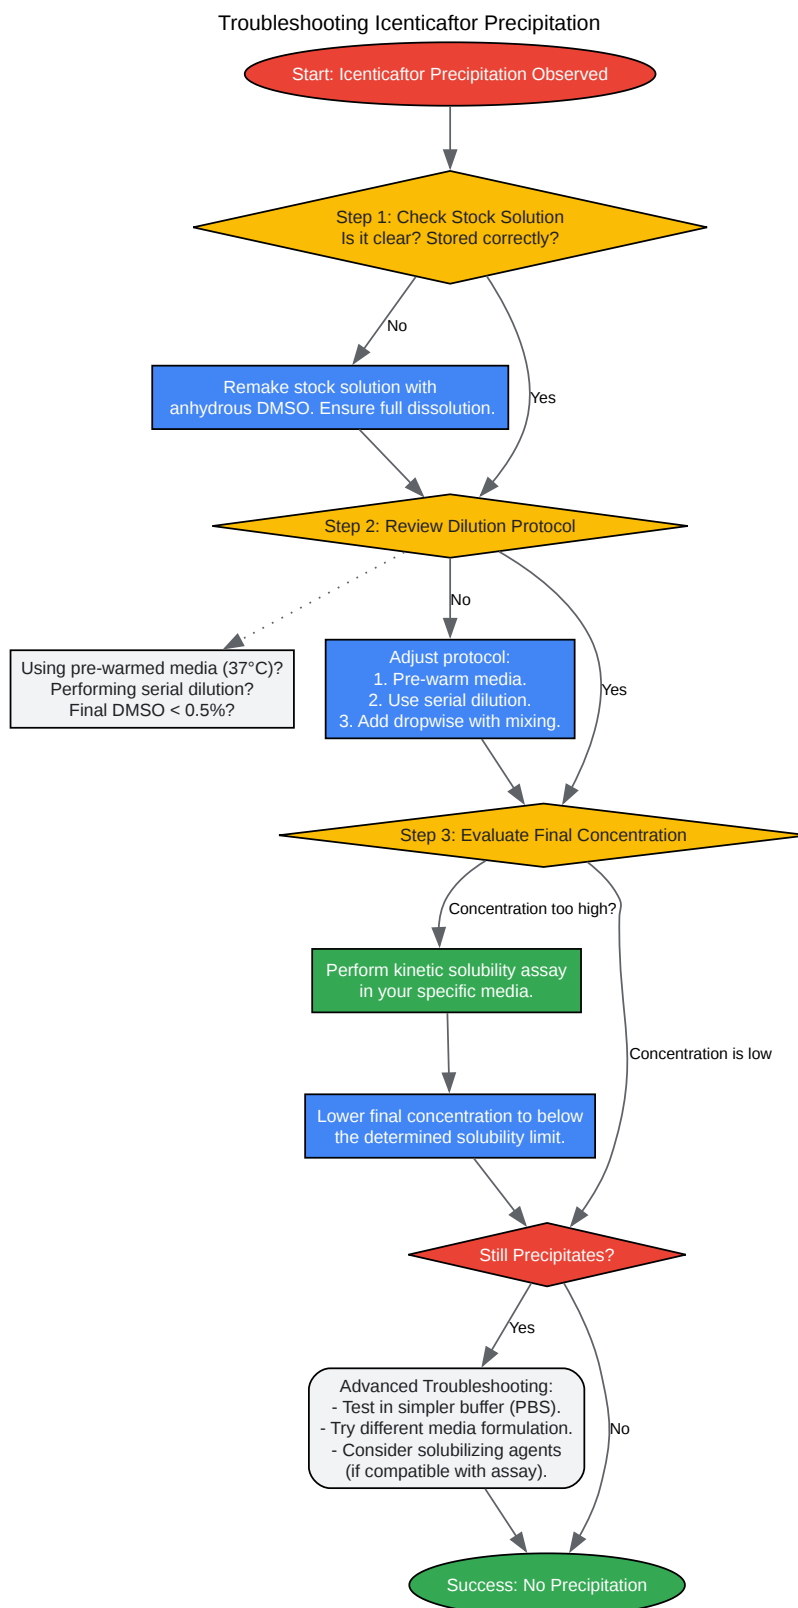 Troubleshooting Icenticaftor Precipitation
Start: Icenticaftor Precipitation Observed
Step 1: Check Stock Solution
Is it clear? Stored correctly?
No
Yes
Remake stock solution with
anhydrous DMSO. Ensure full dissolution.
Step 2: Review Dilution Protocol
No
Yes
Using pre-warmed media (37°C)?
Performing serial dilution?
Final DMSO < 0.5%?
Adjust protocol:
1. Pre-warm media.
2. Use serial dilution.
3. Add dropwise with mixing.
Step 3: Evaluate Final Concentration
Concentration too high?
Perform kinetic solubility assay
in your specific media.
Concentration is low
Lower final concentration to below
the determined solubility limit.
Still Precipitates?
Yes
No
Advanced Troubleshooting:
- Test in simpler buffer (PBS).
- Try different media formulation.
- Consider solubilizing agents
(if compatible with assay).
Success: No Precipitation